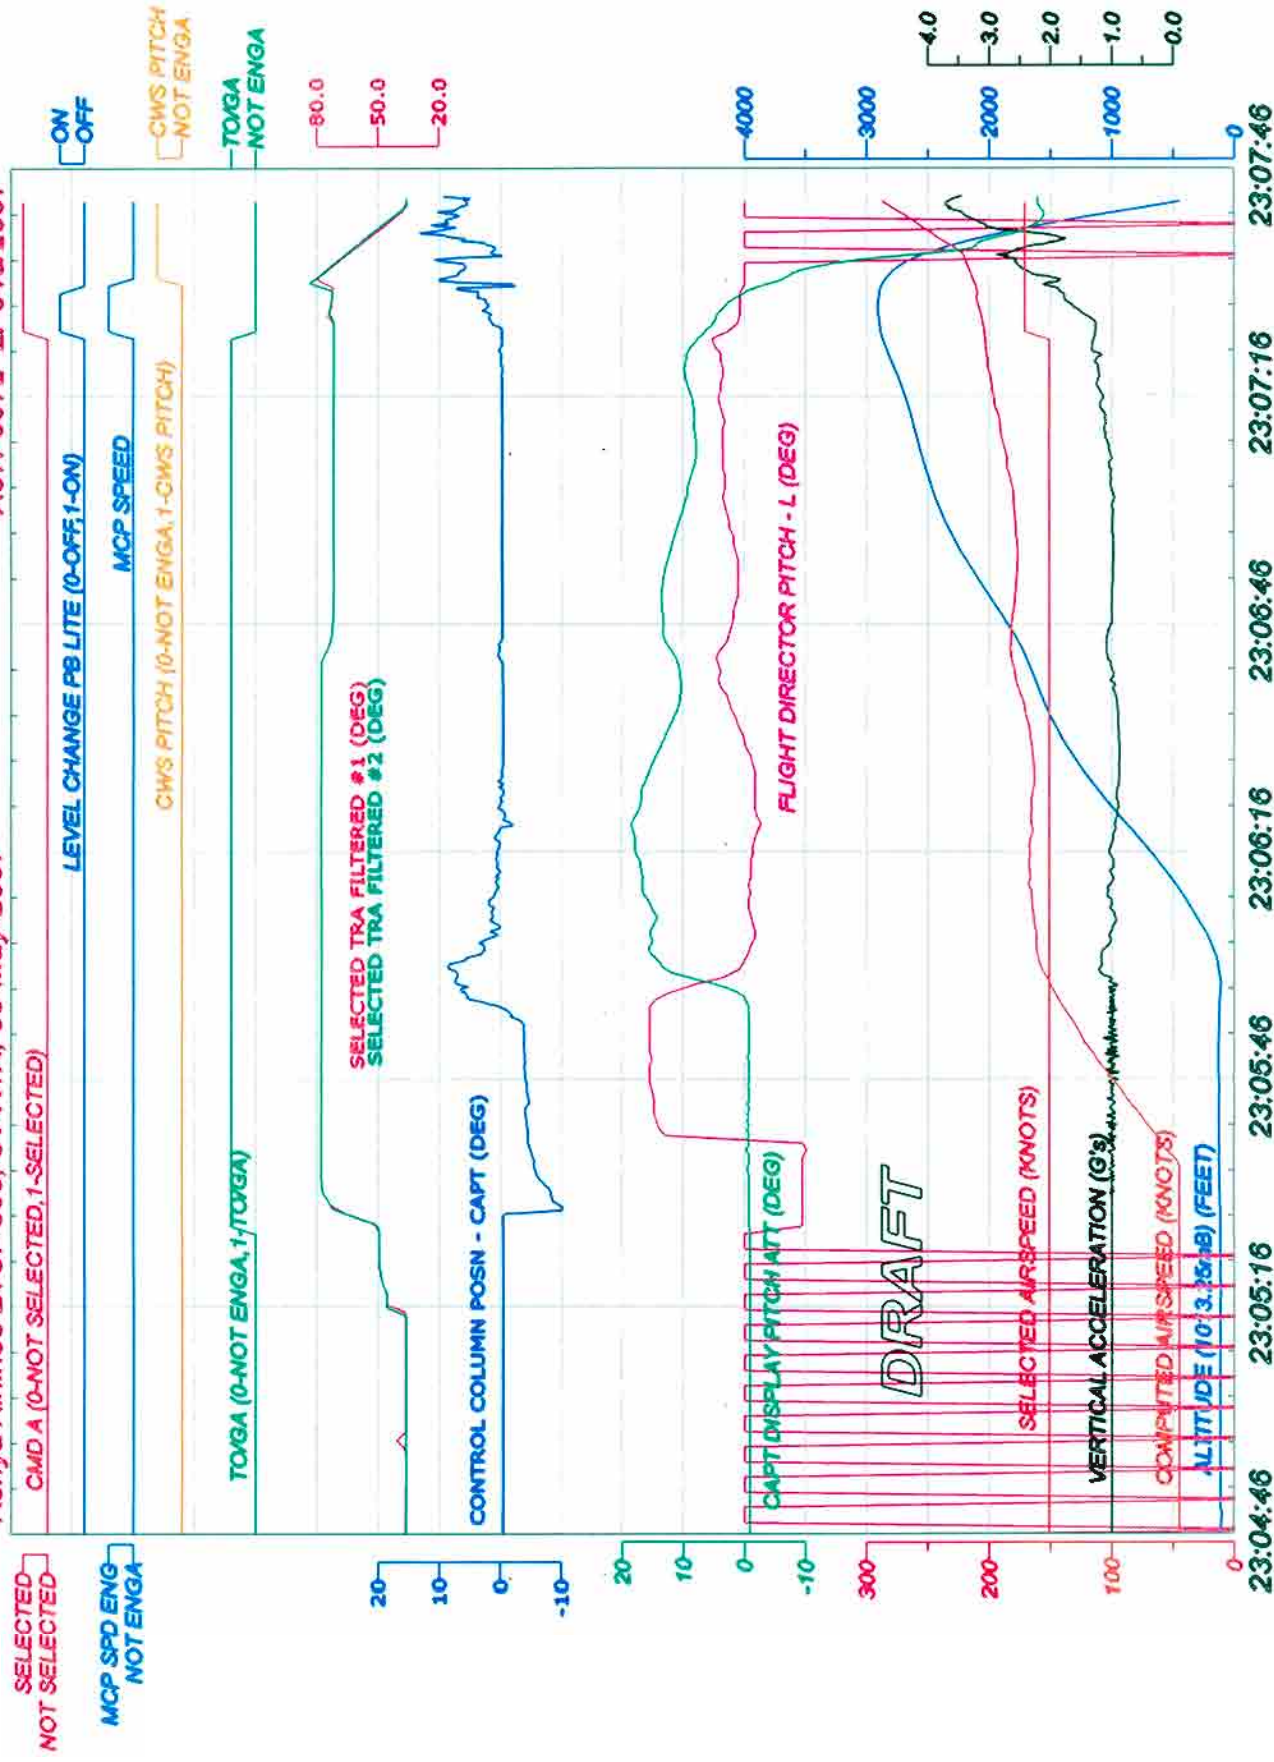 SELECTED
NOT SELECTED
CMD A (0-NOT SELECTED,1-SELECTED)
LEVEL CHANGE PB LITE (0-OFF,1-ON)
ON
OFF
MCP SPD ENG
NOT ENGA
MCP SPEED
CWS PITCH (0-NOT ENGA,1-CWS PITCH)
CWS PITCH
NOT ENGA
TO/GA (0-NOT ENGA,1-TO/GA)
TO/GA
NOT ENGA
80.0
50.0
20.0
SELECTED TRA FILTERED #1 (DEG)
SELECTED TRA FILTERED #2 (DEG)
20
10
0
-10
CONTROL COLUMN POSN - CAPT (DEG)
20
10
0
-10
CAPT DISPLAY PITCH ATT (DEG)
FLIGHT DIRECTOR PITCH - L (DEG)
4000
3000
2000
1000
0
DRAFT
4.0
3.0
2.0
1.0
0.0
300
200
100
0
SELECTED AIRSPEED (KNOTS)
VERTICAL ACCELERATION (G's)
COMPUTED AIRSPEED (KNOTS)
ALTITUDE (1013.25mB) (FEET)
23:04:46
23:05:16
23:05:46
23:06:16
23:06:46
23:07:16
23:07:46